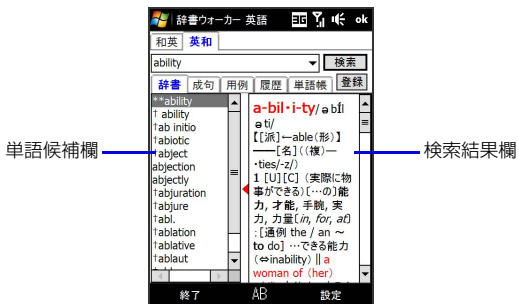 辞書ウォーカー 英語 3G ok
和英 英和
ability 検索
辞書 成句 用例 履歴 単語帳 登録
**ability
† ability
†ab initio
†abiotic
*abject
abjection
abjectly
†abjuration
†abjure
†abl.
†ablation
†ablative
†ablaut
a‐bil・i‐ty/əbíl
əti/
【[派]←able(形)】
━━[名]((複)―
・ties/‐z/)
1 [U][C] (実際に物
事ができる)[…の]能
力, 才能, 手腕, 実
力, 力量〔in, for, at〕
:[通例 the / an ～
to do] …できる能力
(⇔inability) ‖ a
woman of (her)
単語候補欄
検索結果欄
終了 AB 設定